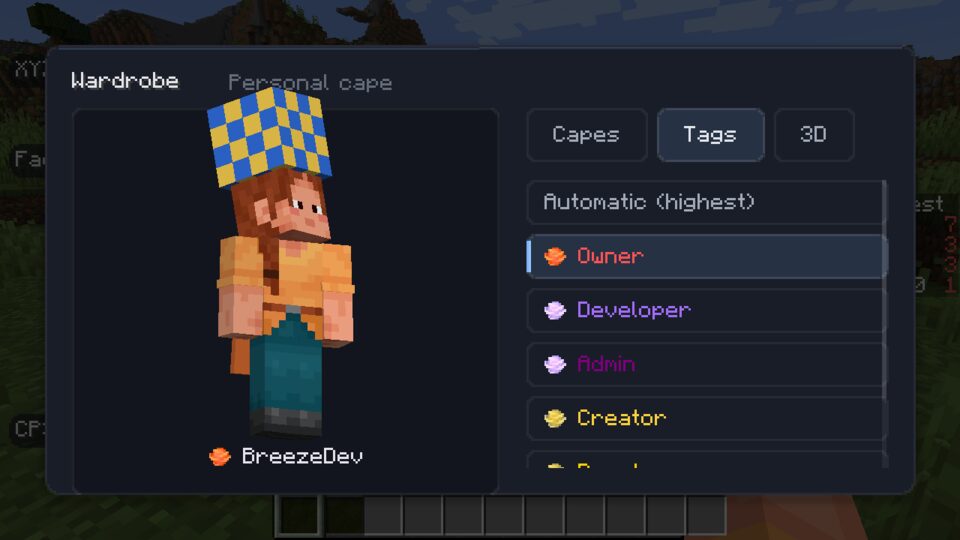 Wardrobe
Personal cape
Capes
Tags
3D
Automatic (highest)
Owner
Developer
Admin
Creator
BreezeDev